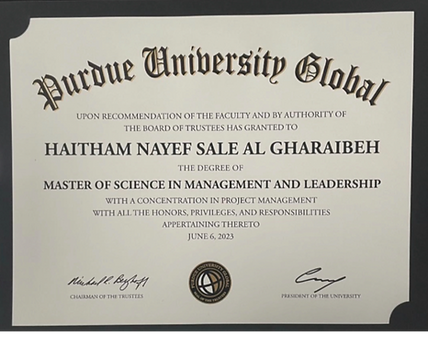 Purdue University Global
UPON RECOMMENDATION OF THE FACULTY AND BY AUTHORITY OF
THE BOARD OF TRUSTEES HAS GRANTED TO
HAITHAM NAYEF SALE AL GHARAIBEH
THE DEGREE OF
MASTER OF SCIENCE IN MANAGEMENT AND LEADERSHIP
WITH A CONCENTRATION IN PROJECT MANAGEMENT
WITH ALL THE HONORS, PRIVILEGES, AND RESPONSIBILITIES
APPERTAINING THERETO
JUNE 6, 2023
CHAIRMAN OF THE TRUSTEES
PRESIDENT OF THE UNIVERSITY